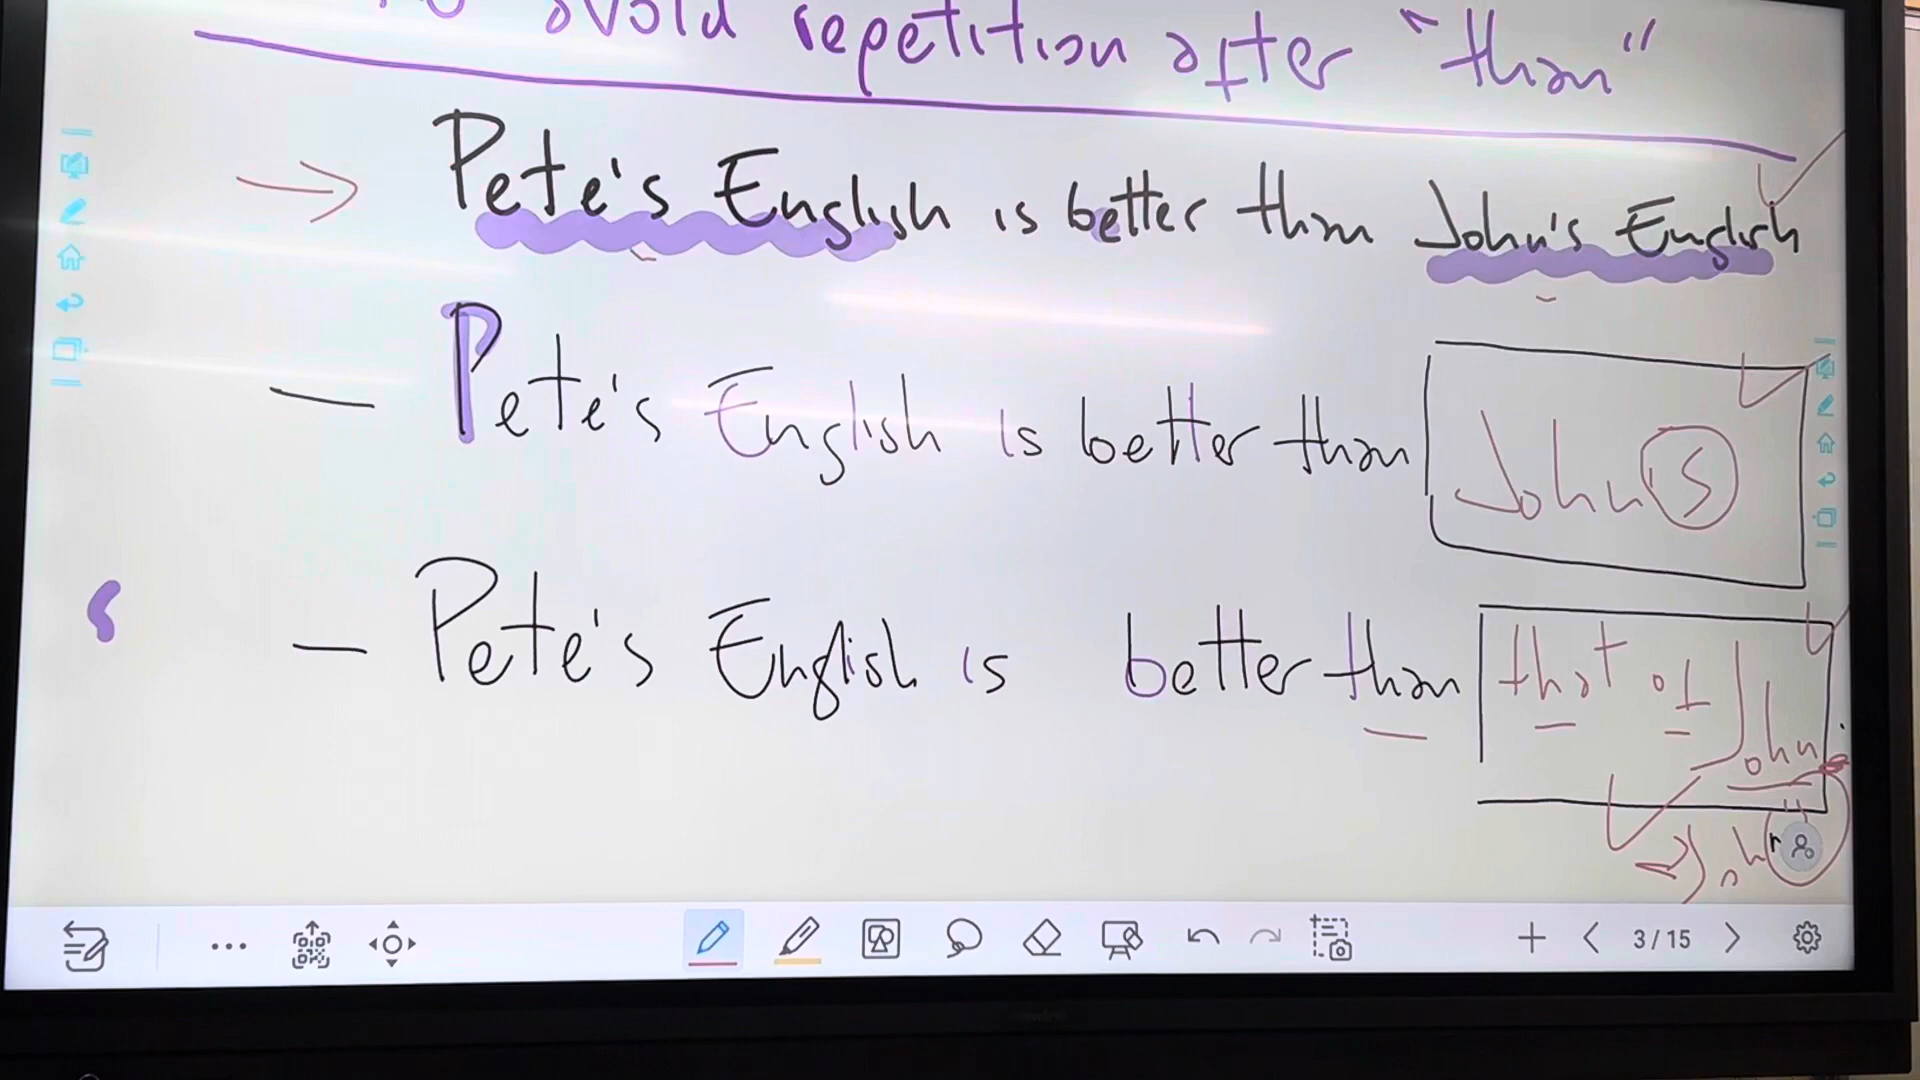 avoid repetition after "than"
Pete's English is better than John's English
— Pete's English is better than John's
— Pete's English is better than that of John
3/15